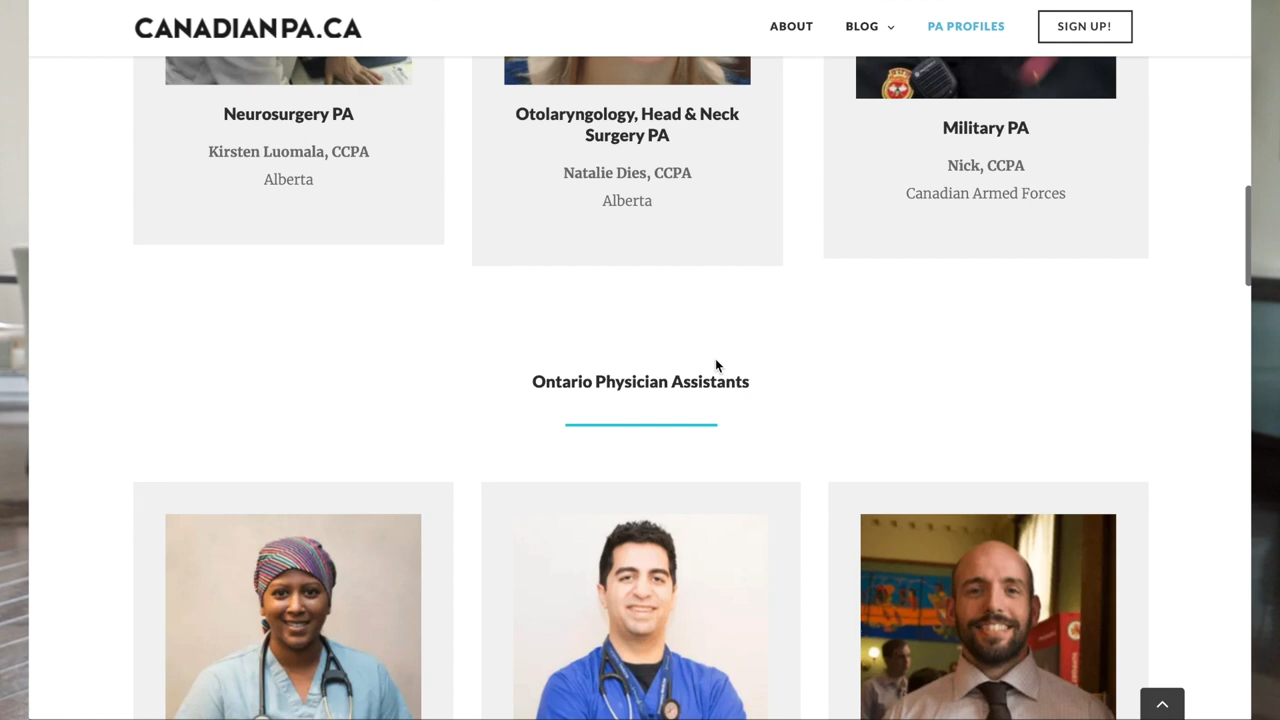 CANADIANPA.CA
ABOUT
BLOG
PA PROFILES
SIGN UP!
Neurosurgery PA
Kirsten Luomala, CCPA
Alberta
Otolaryngology, Head & Neck
Surgery PA
Natalie Dies, CCPA
Alberta
Military PA
Nick, CCPA
Canadian Armed Forces
Ontario Physician Assistants